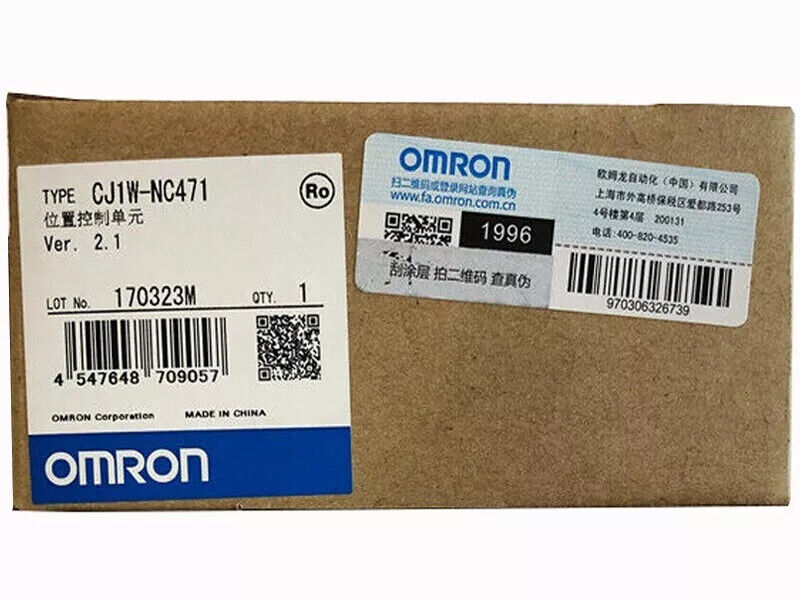 TYPE CJ1W-NC471
Ro
位置控制单元
Ver. 2.1
LOT No. 170323M QTY. 1
4 547648 709057
OMRON Corporation MADE IN CHINA
OMRON
OMRON
扫二维码或登录网站查询真伪
www.fa.omron.com.cn
1996
刮涂层 拍二维码 查真伪
欧姆龙自动化（中国）有限公司
上海市外高桥保税区爱都路253号
4号楼第4层 200131
电话:400-820-4535
970306326739